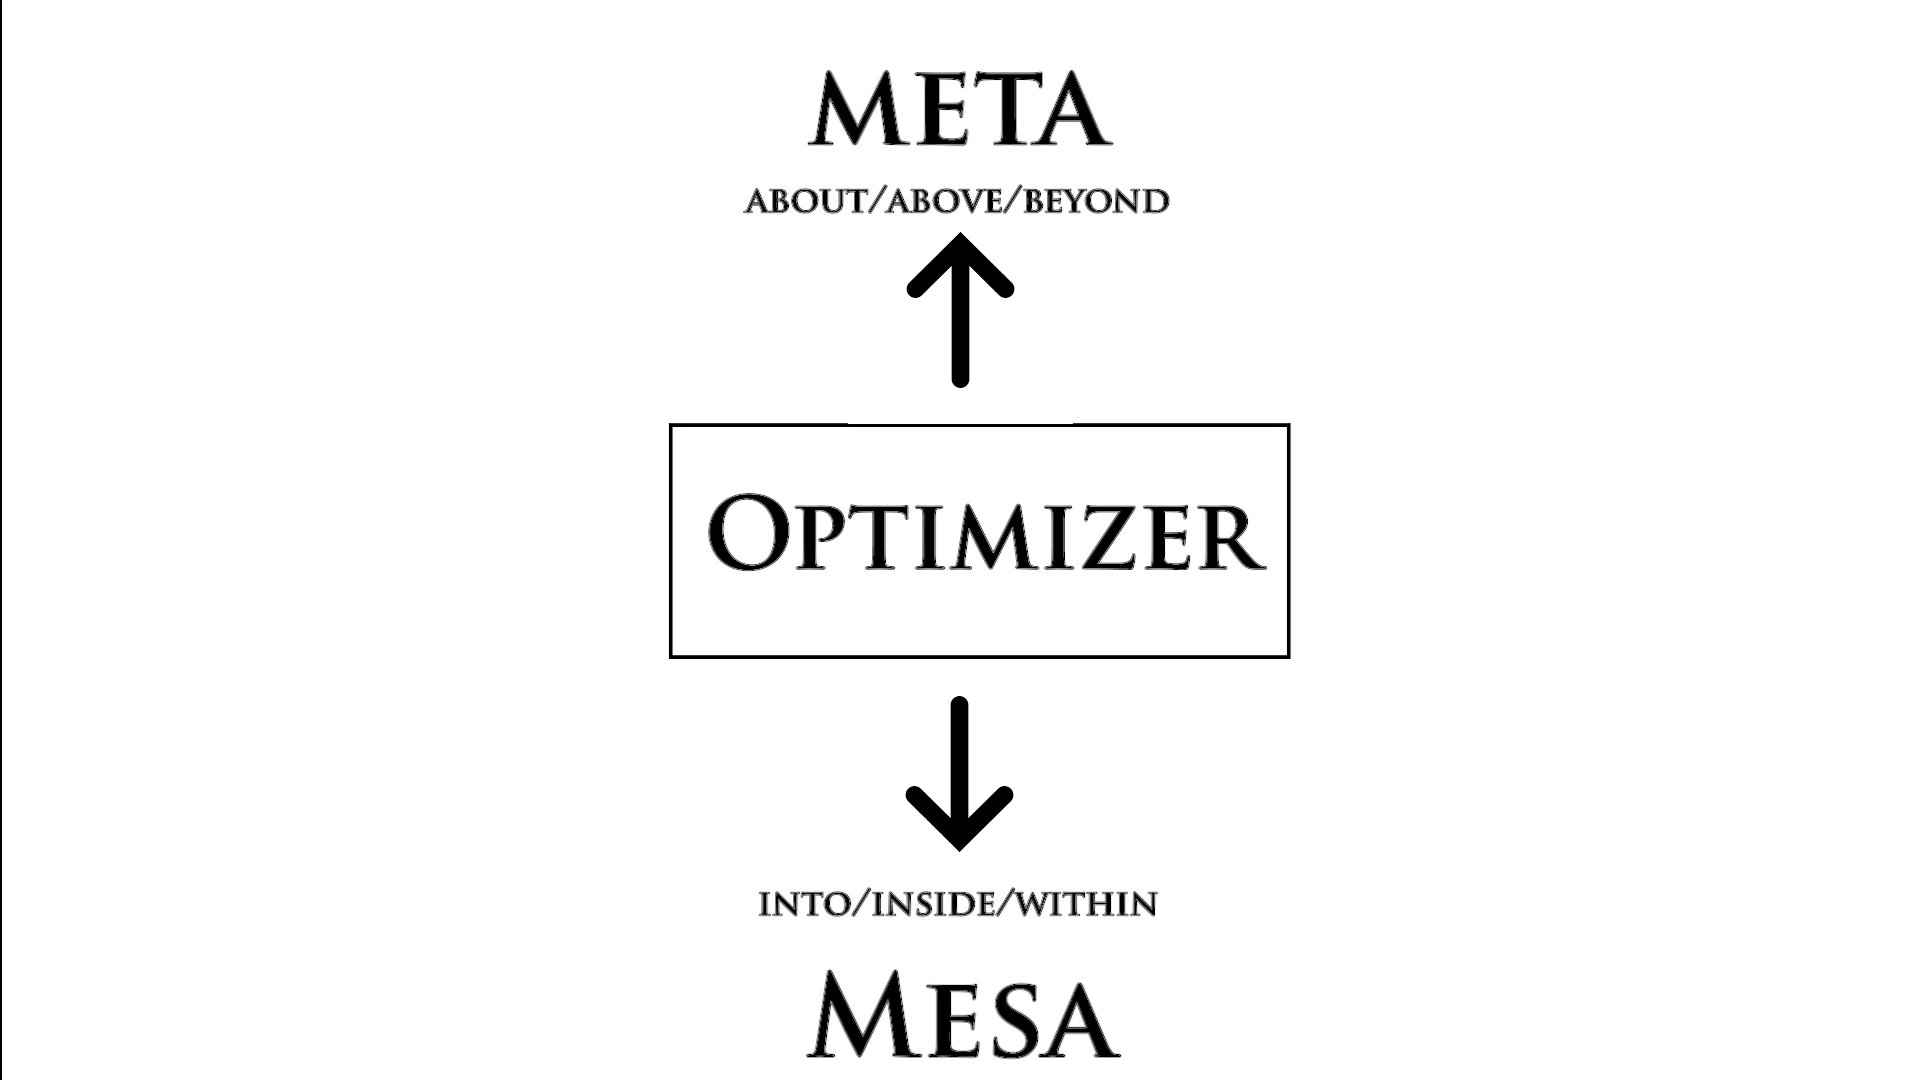 META
ABOUT/ABOVE/BEYOND
OPTIMIZER
INTO/INSIDE/WITHIN
MESA